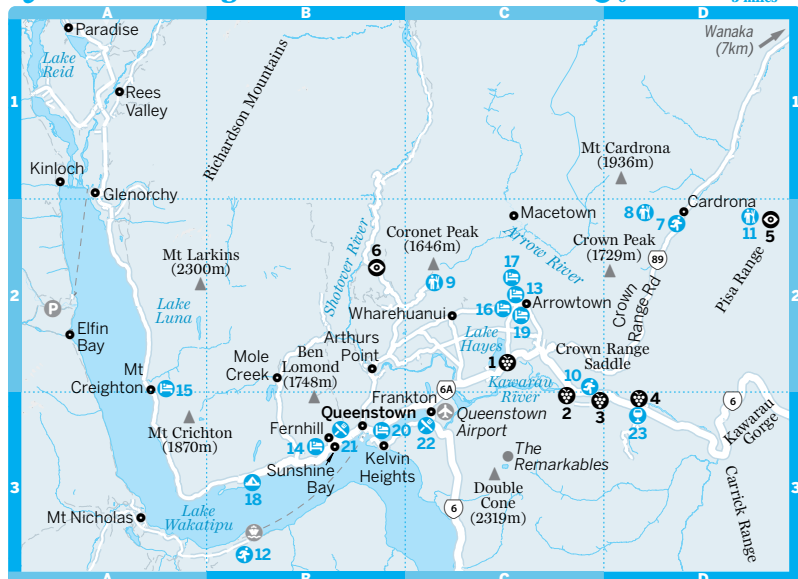 A
B
C
D
Paradise
Wanaka
(7km)
Lake
Reid
Rees
Valley
1
1
Richardson Mountains
Mt Cardrona
(1936m)
Kinloch
Glenorchy
Cardrona
8
7
11
5
Macetown
Coronet Peak
(1646m)
6
9
Arrow River
Crown Peak
(1729m)
89
Mt Larkins
(2300m)
Shotover River
17
13
16
19
Arrowtown
Pisa Range
2
2
P
Lake
Luna
Wharehuanui
Crown
Range Rd
Elfin
Bay
Arthurs
Point
Lake
Hayes
Ben
Lomond
(1748m)
Mole
Creek
1
Crown Range
Saddle
Mt
Creighton
15
6A
Kawarau
River
10
2
3
4
23
6
Kawarau
Gorge
Mt Crichton
(1870m)
Frankton
Queenstown
Queenstown
Airport
Fernhill
14
21
20
22
Sunshine
Bay
Kelvin
Heights
The
Remarkables
3
3
18
Double
Cone
(2319m)
Carrick Range
Lake
Wakatipu
6
Mt Nicholas
12
A
B
C
D